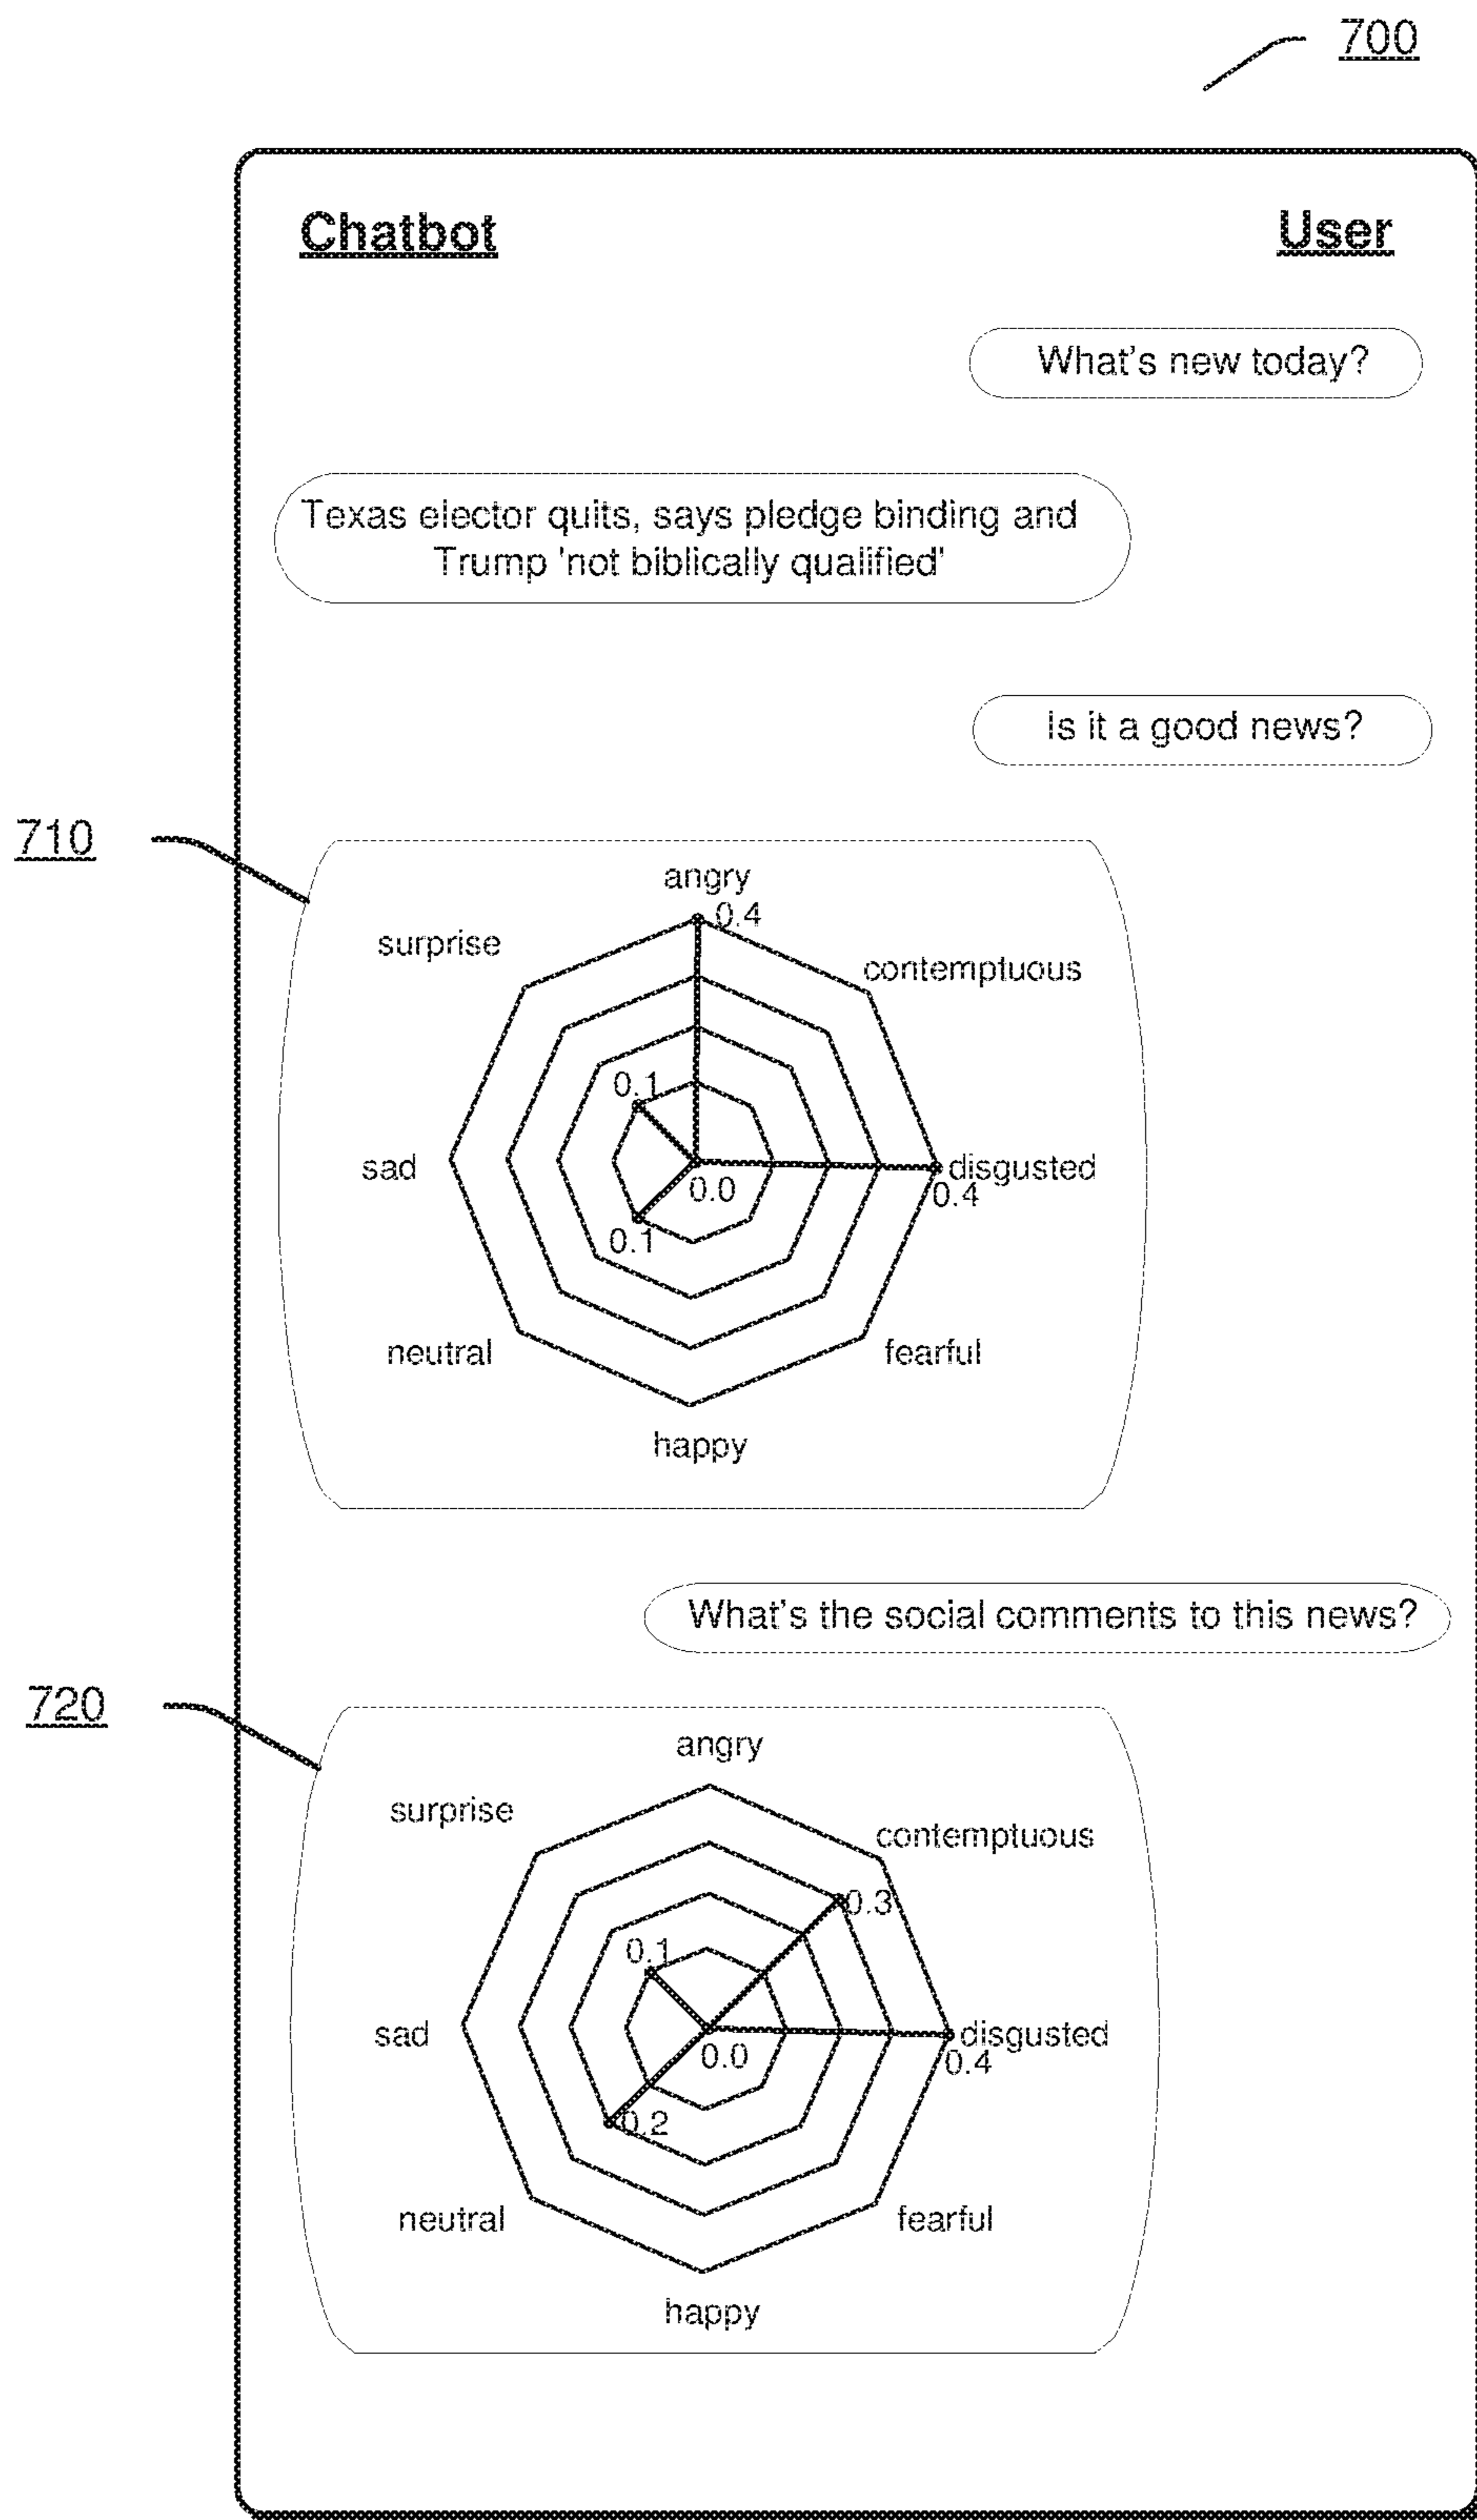 700
Chatbot
User
What's new today?
Texas elector quits, says pledge binding and
Trump 'not biblically qualified'
Is it a good news?
710
angry
0.4
surprise
contemptuous
0.1
sad
0.0
disgusted
0.4
0.1
neutral
fearful
happy
What's the social comments to this news?
720
angry
surprise
contemptuous
0.3
0.1
sad
0.0
disgusted
0.4
0.2
neutral
fearful
happy